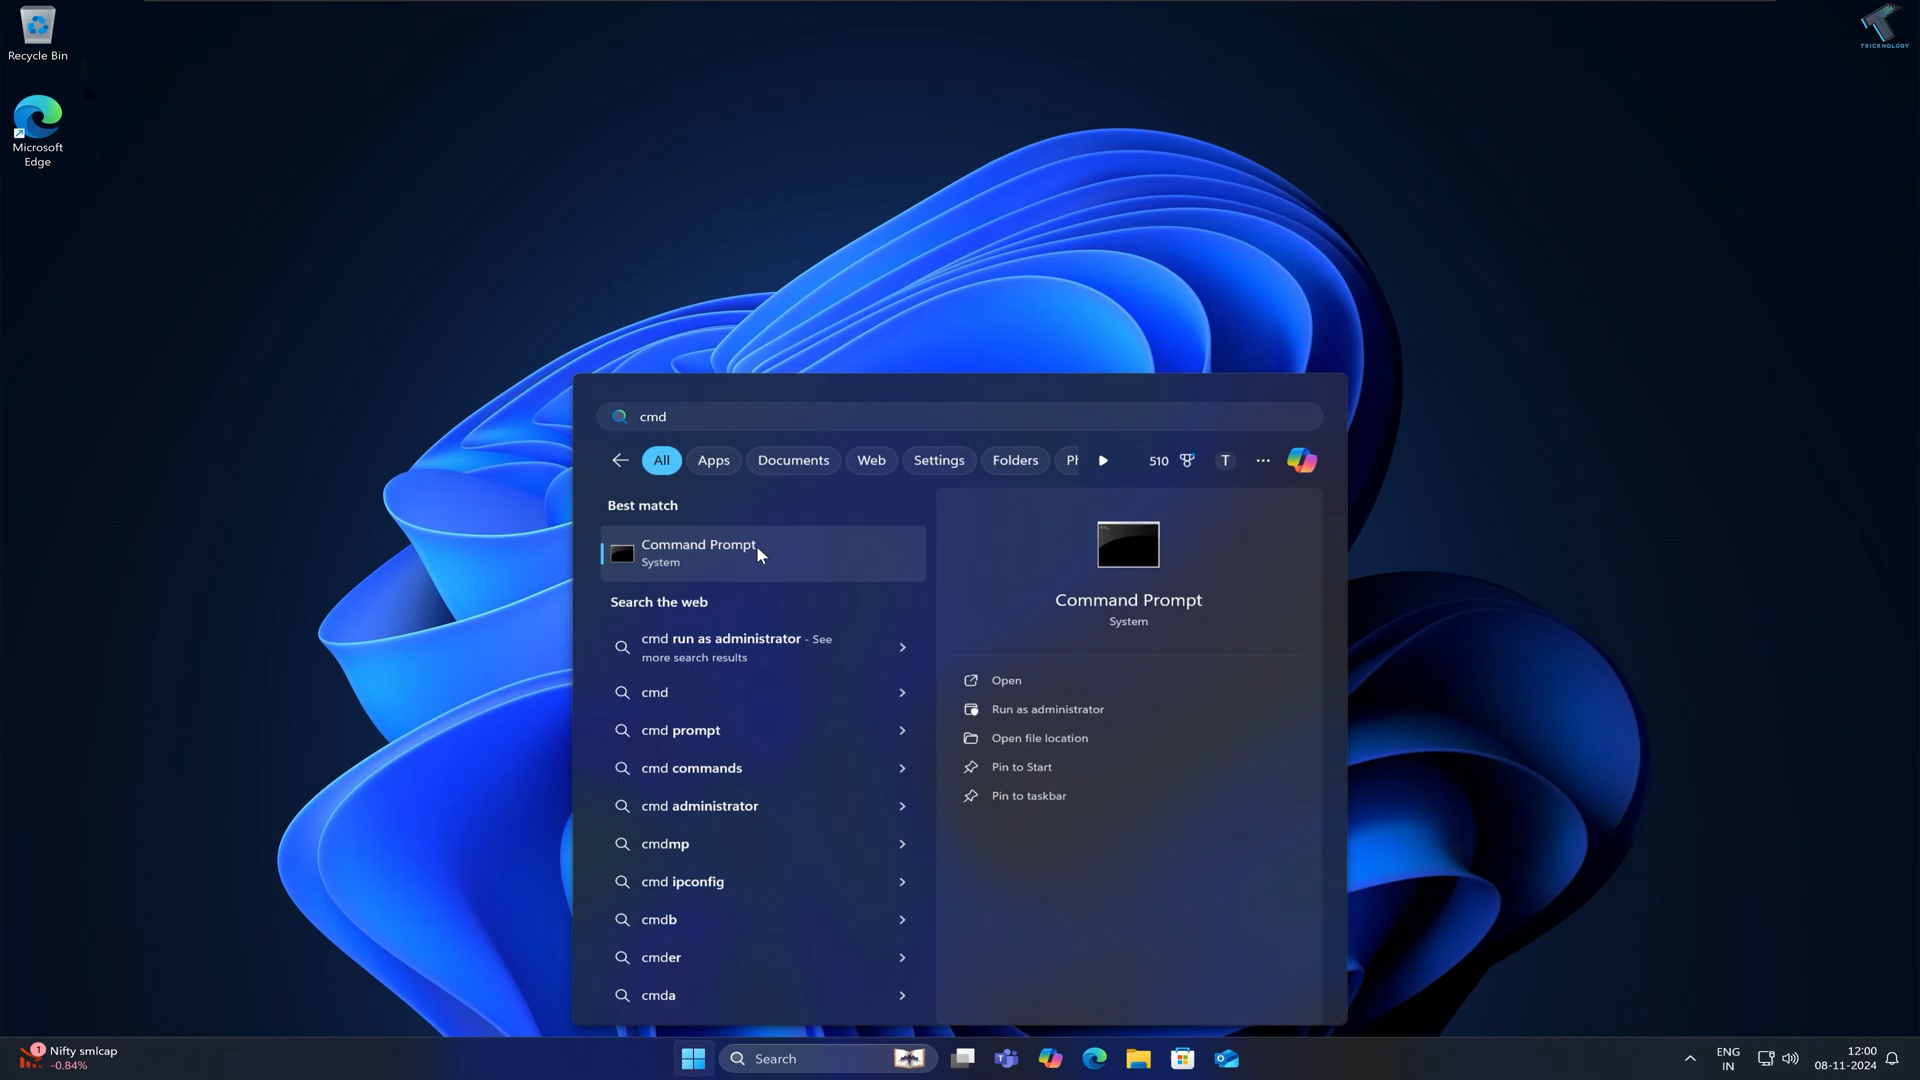 Recycle Bin
Microsoft
Edge
TRICKNOLOGY
cmd
All
Apps
Documents
Web
Settings
Folders
510
T
Best match
Command Prompt
System
Search the web
cmd run as administrator - See
more search results
cmd
cmd prompt
cmd commands
cmd administrator
cmdmp
cmd ipconfig
cmdb
cmder
cmda
Command Prompt
System
Open
Run as administrator
Open file location
Pin to Start
Pin to taskbar
1
Nifty smlcap
-0.84%
Search
ENG
IN
12:00
08-11-2024